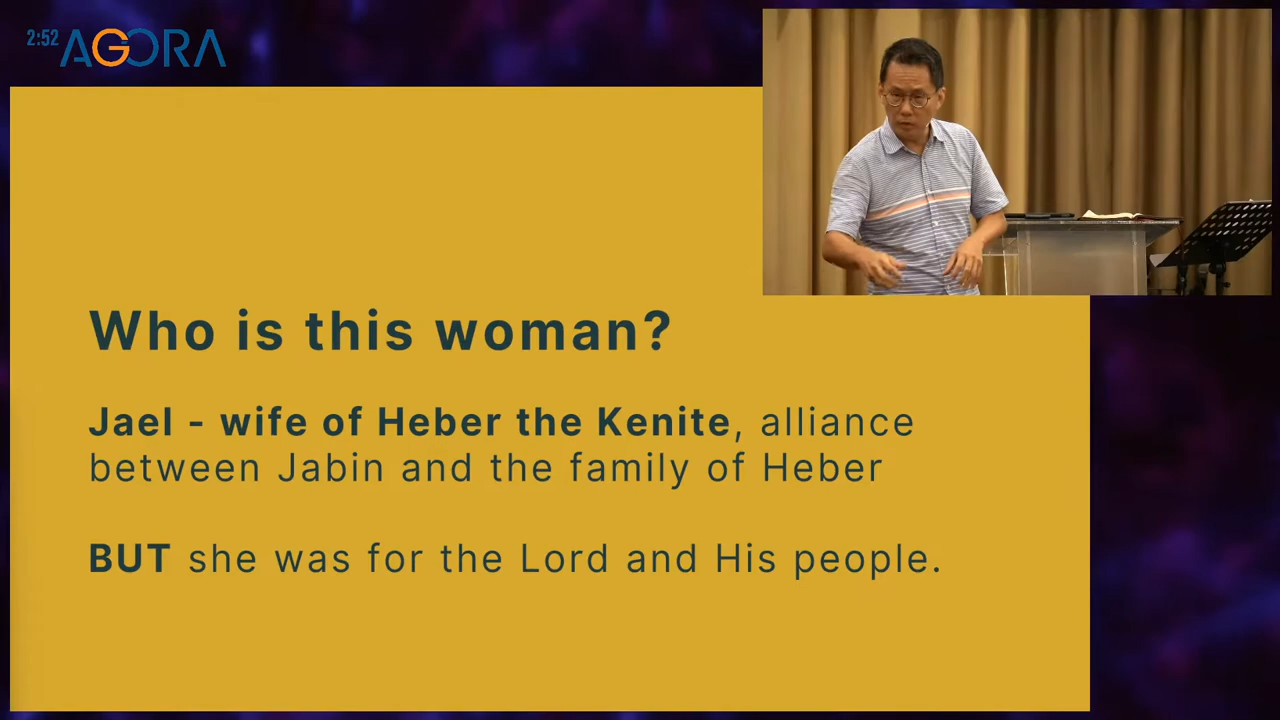 2:52 AGORA
Who is this woman?
Jael - wife of Heber the Kenite, alliance
between Jabin and the family of Heber
BUT she was for the Lord and His people.